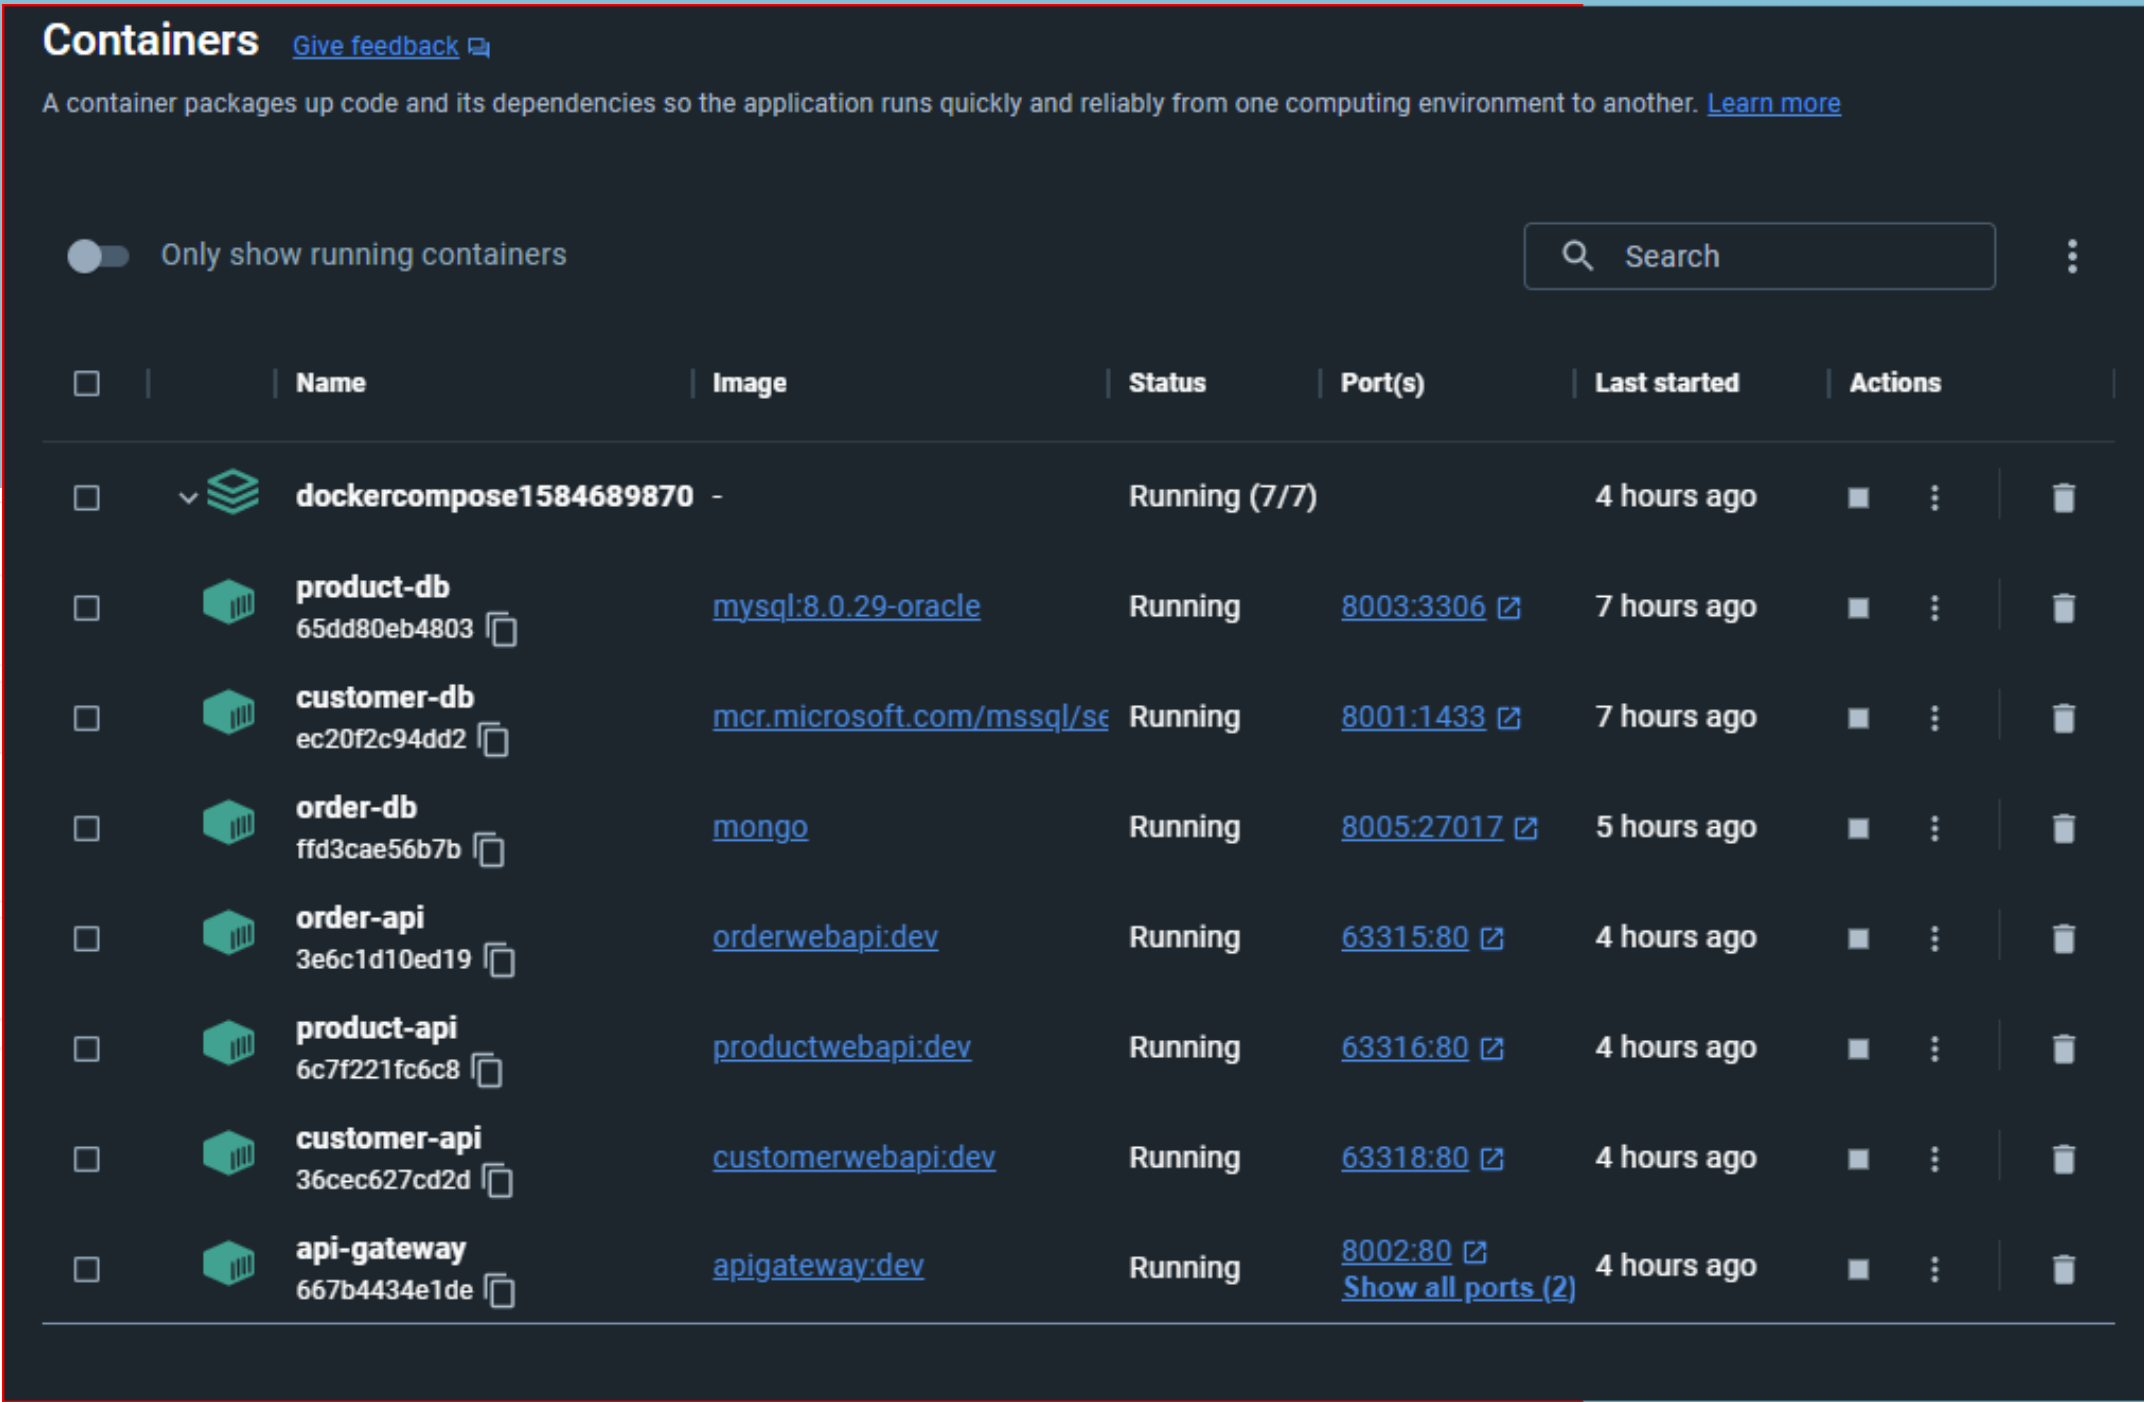 Containers Give feedback
A container packages up code and its dependencies so the application runs quickly and reliably from one computing environment to another. Learn more
Only show running containers Search
Name Image Status Port(s) Last started Actions
dockercompose1584689870 - Running (7/7) 4 hours ago
product-db
65dd80eb4803 mysql:8.0.29-oracle Running 8003:3306 7 hours ago
customer-db
ec20f2c94dd2 mcr.microsoft.com/mssql/se Running 8001:1433 7 hours ago
order-db
ffd3cae56b7b mongo Running 8005:27017 5 hours ago
order-api
3e6c1d10ed19 orderwebapi:dev Running 63315:80 4 hours ago
product-api
6c7f221fc6c8 productwebapi:dev Running 63316:80 4 hours ago
customer-api
36cec627cd2d customerwebapi:dev Running 63318:80 4 hours ago
api-gateway
667b4434e1de apigateway:dev Running 8002:80 4 hours ago
Show all ports (2)